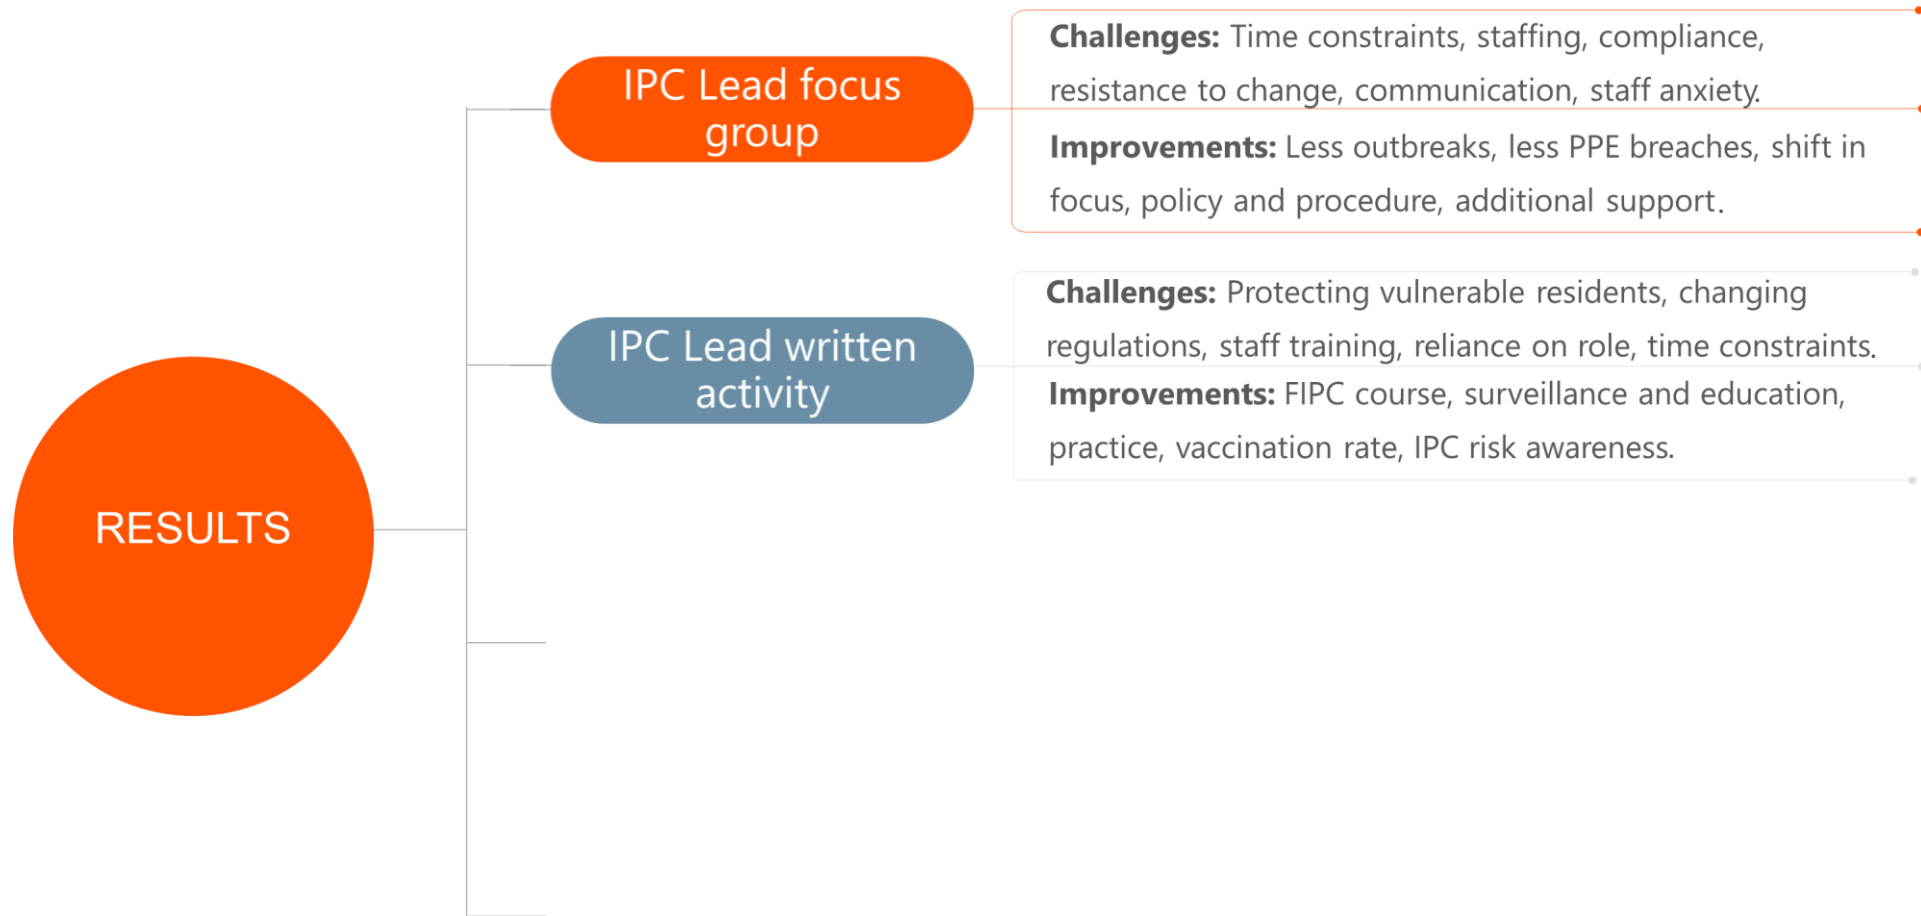 IPC Lead focus
group
Challenges: Time constraints, staffing, compliance,
resistance to change, communication, staff anxiety.
Improvements: Less outbreaks, less PPE breaches, shift in
focus, policy and procedure, additional support.
IPC Lead written
activity
Challenges: Protecting vulnerable residents, changing
regulations, staff training, reliance on role, time constraints.
Improvements: FIPC course, surveillance and education,
practice, vaccination rate, IPC risk awareness.
RESULTS